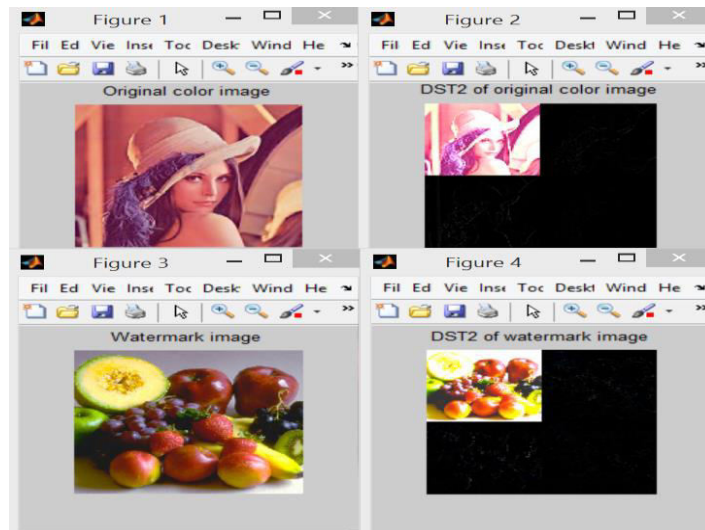 Figure 1
Fil Ed Vie Inse Toc Desk Wind He
Original color image
Figure 2
Fil Ed Vie Inse Toc Deskt Wind He
DST2 of original color image
Figure 3
Fil Ed Vie Inse Toc Desk Wind He
Watermark image
Figure 4
Fil Ed Vie Inse Toc Deskt Wind He
DST2 of watermark image